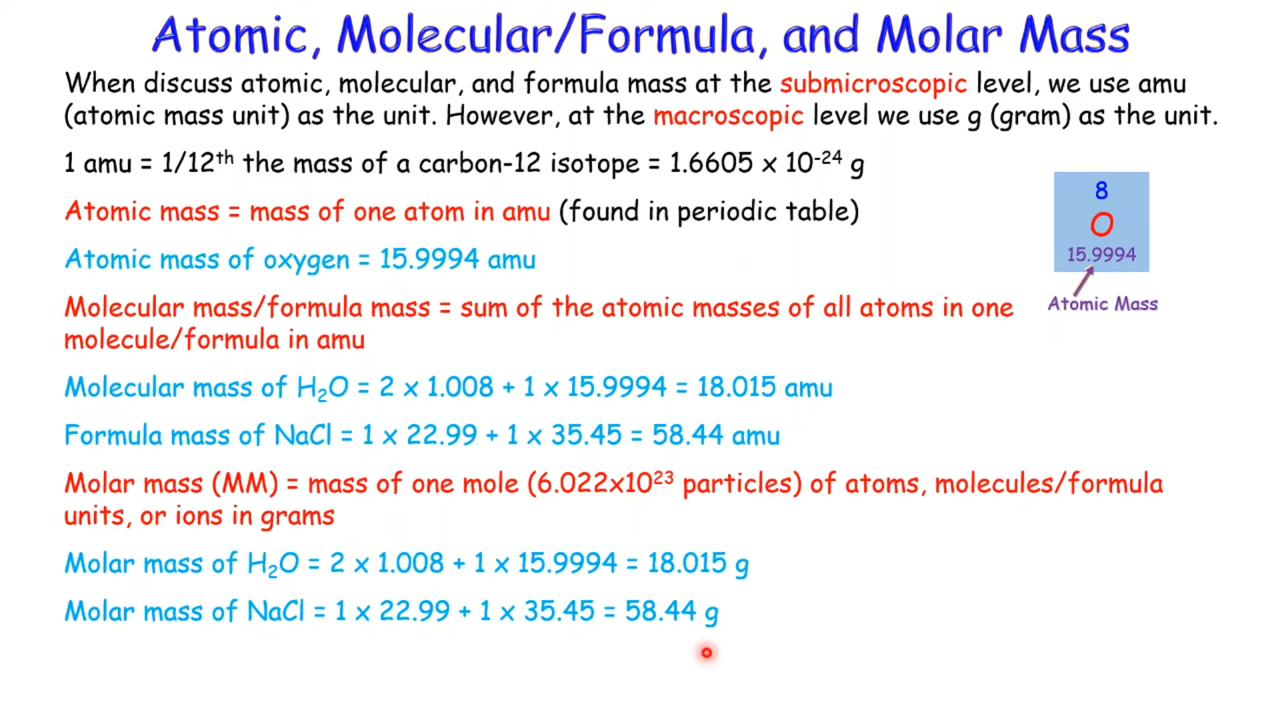 Atomic, Molecular/Formula, and Molar Mass
When discuss atomic, molecular, and formula mass at the submicroscopic level, we use amu
(atomic mass unit) as the unit. However, at the macroscopic level we use g (gram) as the unit.
1 amu = 1/12ᵗʰ the mass of a carbon-12 isotope = 1.6605 x 10⁻²⁴ g
Atomic mass = mass of one atom in amu (found in periodic table)
Atomic mass of oxygen = 15.9994 amu
8
O
15.9994
Atomic Mass
Molecular mass/formula mass = sum of the atomic masses of all atoms in one
molecule/formula in amu
Molecular mass of H₂O = 2 x 1.008 + 1 x 15.9994 = 18.015 amu
Formula mass of NaCl = 1 x 22.99 + 1 x 35.45 = 58.44 amu
Molar mass (MM) = mass of one mole (6.022x10²³ particles) of atoms, molecules/formula
units, or ions in grams
Molar mass of H₂O = 2 x 1.008 + 1 x 15.9994 = 18.015 g
Molar mass of NaCl = 1 x 22.99 + 1 x 35.45 = 58.44 g